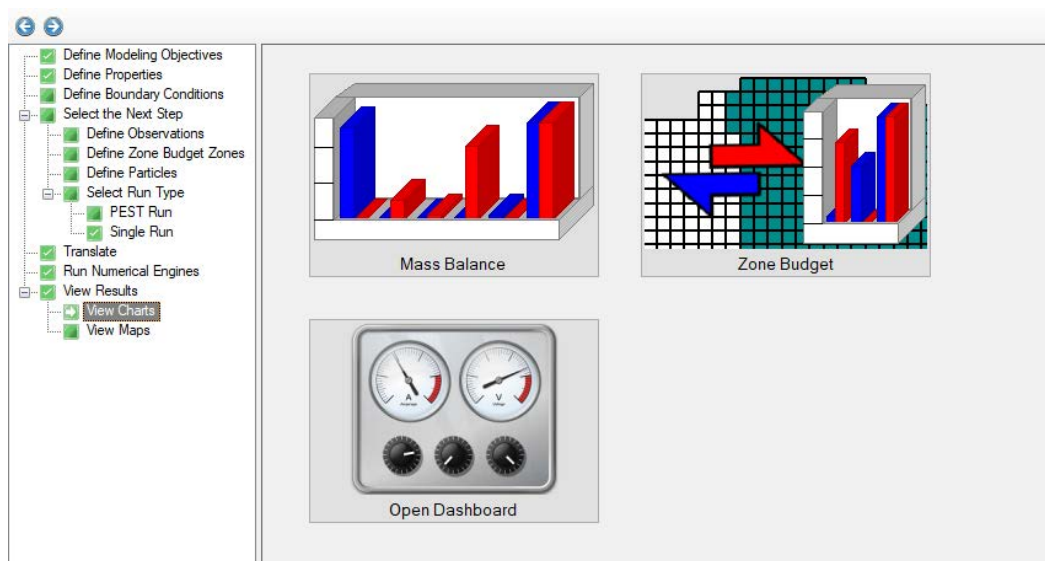 Define Modeling Objectives
Define Properties
Define Boundary Conditions
Select the Next Step
Define Observations
Define Zone Budget Zones
Define Particles
Select Run Type
PEST Run
Single Run
Translate
Run Numerical Engines
View Results
View Charts
View Maps
Mass Balance
Zone Budget
A
V
Open Dashboard